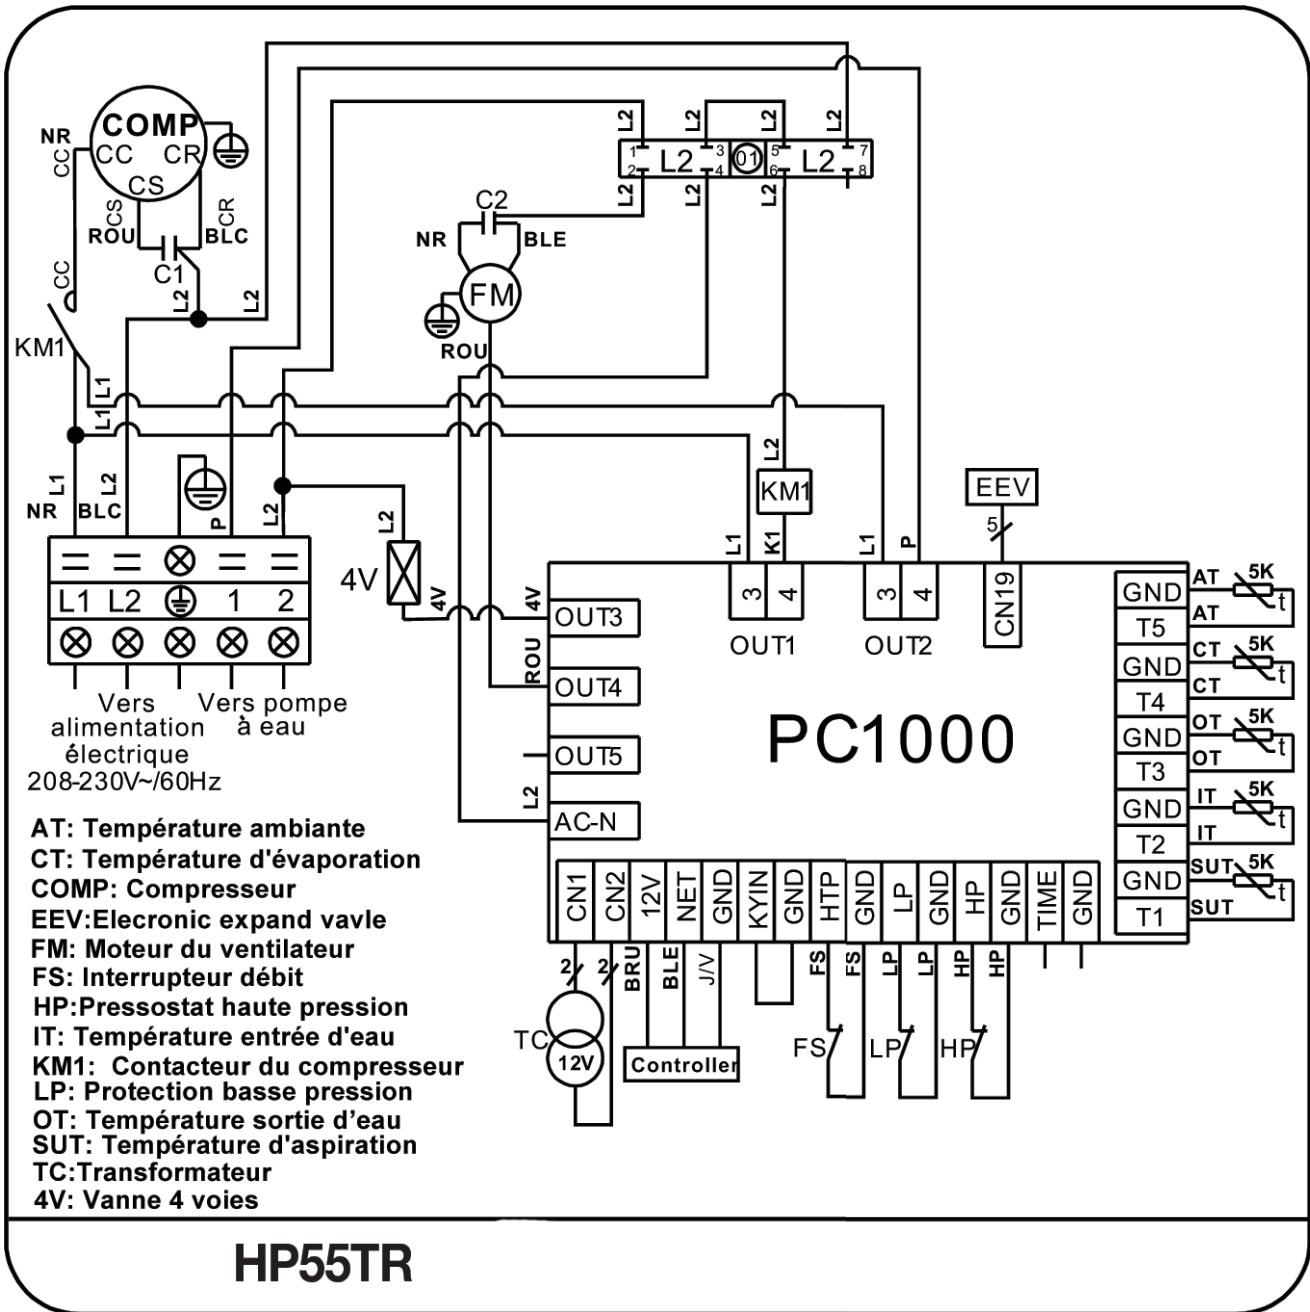 COMP
NR
CC
CC
CR
CS
CS
CR
ROU
BLC
C1
CC
L2
L2
KM1
L1
L1
L1
L2
NR
BLC
P
L2
L2
4V
4V
L1
L2
1
2
Vers alimentation électrique
208-230V~/60Hz
Vers pompe à eau
L2
L2
L2
L2
1
2
L2
3
4
01
5
6
L2
7
8
L2
L2
L2
C2
NR
BLE
FM
ROU
L2
KM1
EEV
5
L1
K1
L1
P
3
4
3
4
CN19
OUT1
OUT2
4V
OUT3
ROU
OUT4
OUT5
L2
AC-N
PC1000
GND
AT
5K
t
T5
AT
GND
CT
5K
t
T4
CT
GND
OT
5K
t
T3
OT
GND
IT
5K
t
T2
IT
GND
SUT
5K
t
T1
SUT
CN1
CN2
12V
NET
GND
KYIN
GND
HTP
GND
LP
GND
HP
GND
TIME
GND
2
2
BRU
BLE
J/V
FS
FS
LP
LP
HP
HP
TC
12V
Controller
FS
LP
HP
AT: Température ambiante
CT: Température d'évaporation
COMP: Compresseur
EEV:Elecronic expand vavle
FM: Moteur du ventilateur
FS: Interrupteur débit
HP:Pressostat haute pression
IT: Température entrée d'eau
KM1: Contacteur du compresseur
LP: Protection basse pression
OT: Température sortie d’eau
SUT: Température d'aspiration
TC:Transformateur
4V: Vanne 4 voies
HP55TR